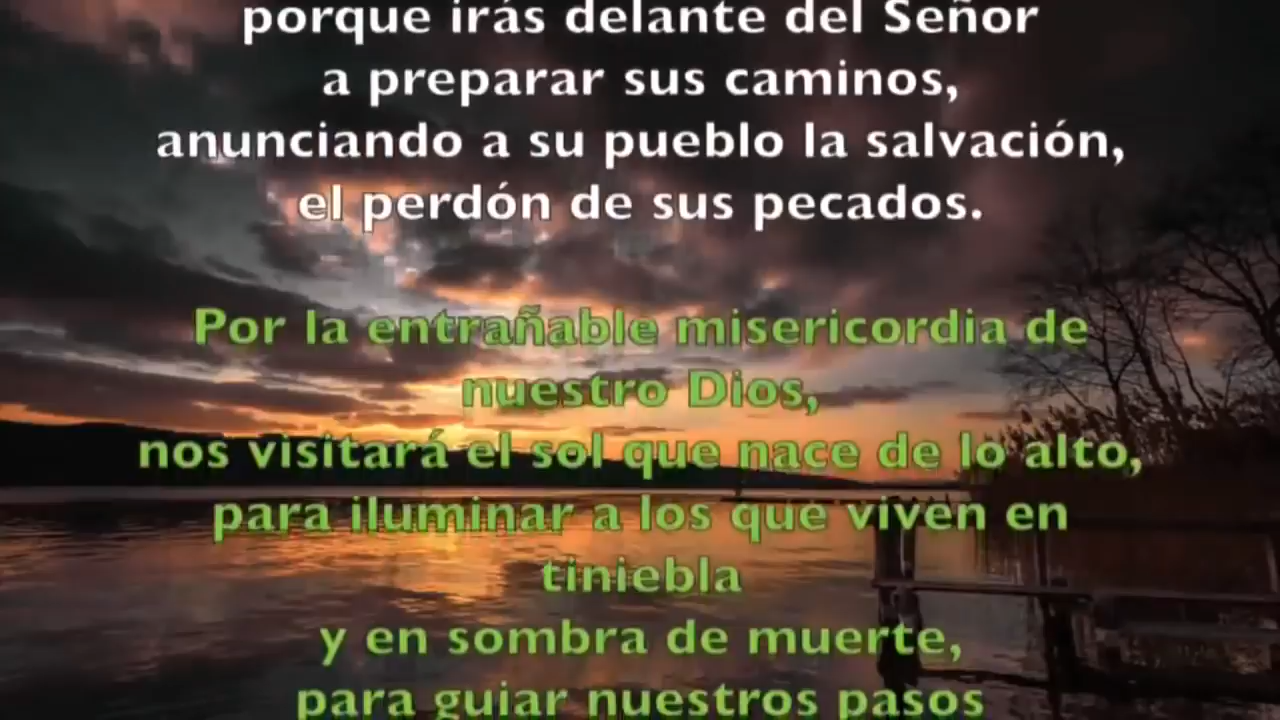 porque irás delante del Señor
a preparar sus caminos,
anunciando a su pueblo la salvación,
el perdón de sus pecados.
Por la entrañable misericordia de
nuestro Dios,
nos visitará el sol que nace de lo alto,
para iluminar a los que viven en
tiniebla
y en sombra de muerte,
para guiar nuestros pasos